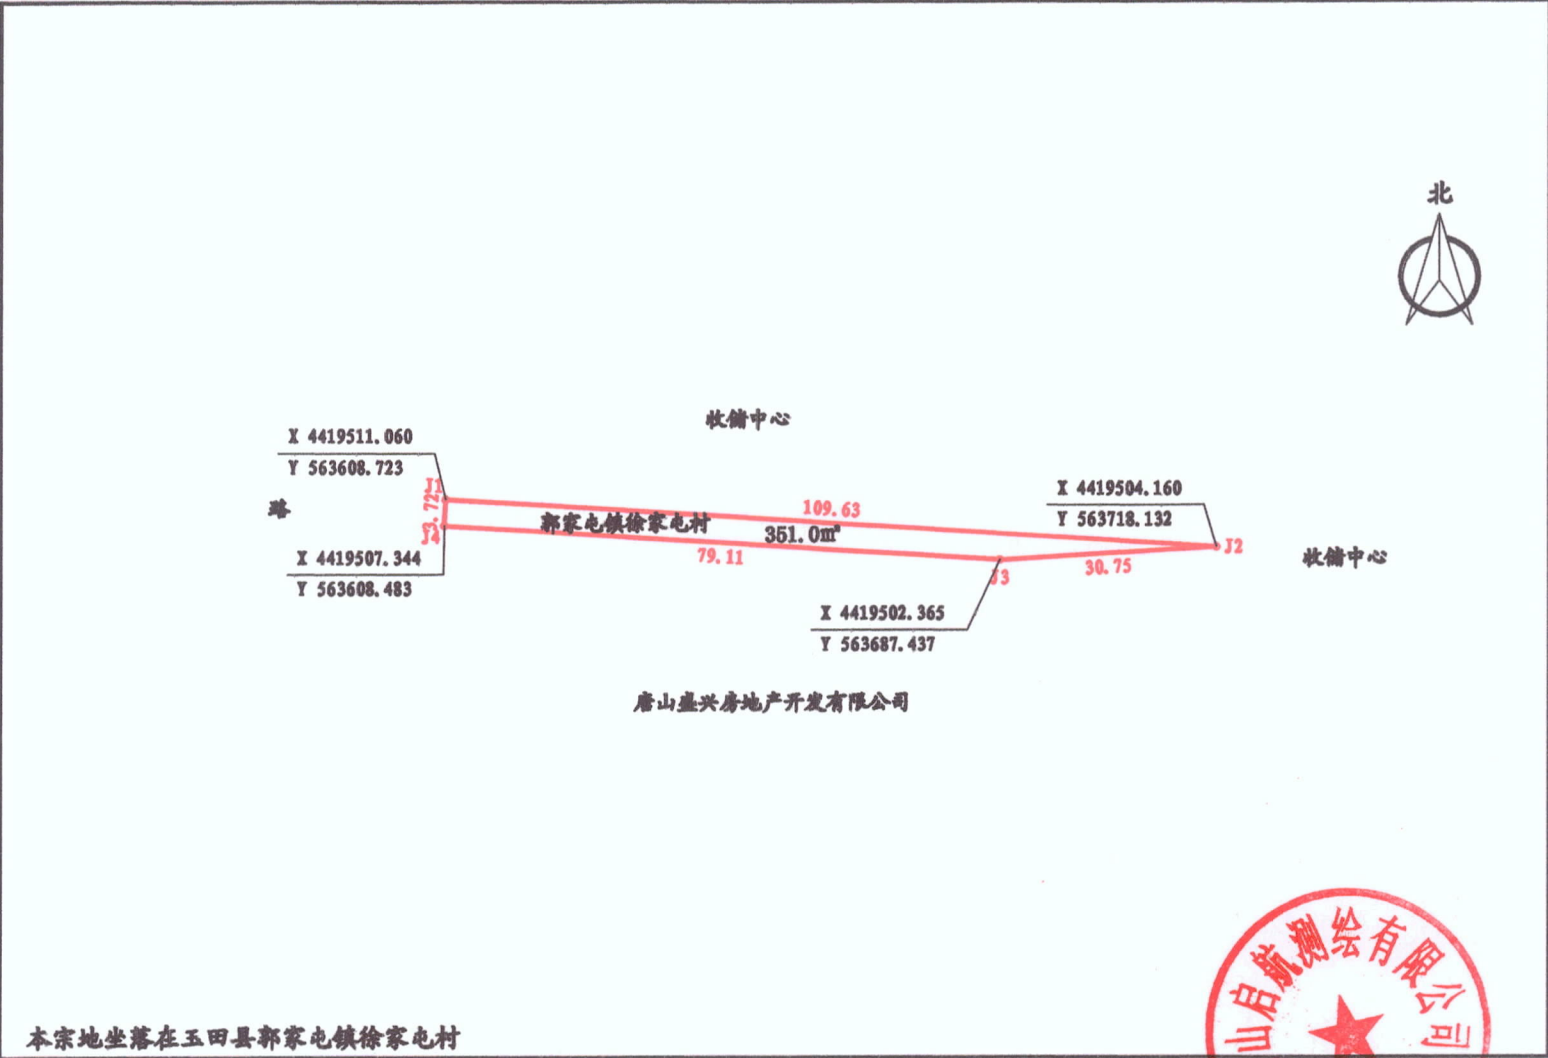 北
收储中心
X 4419511.060
Y 563608.723
J1
路
3.72
J4
X 4419507.344
Y 563608.483
109.63
郭家屯镇徐家屯村
351.0㎡
79.11
X 4419504.160
Y 563718.132
J2
收储中心
30.75
J3
X 4419502.365
Y 563687.437
唐山盛兴房地产开发有限公司
山启航测绘有限公司
本宗地坐落在玉田县郭家屯镇徐家屯村